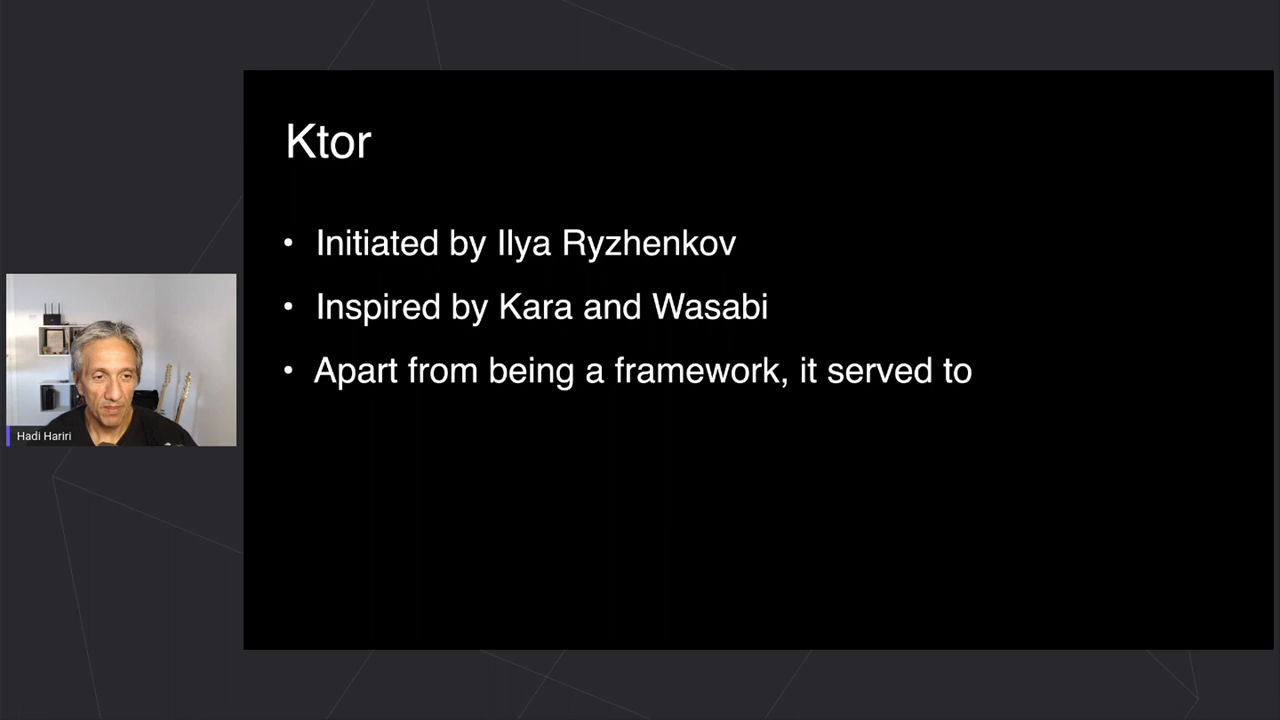 Ktor
• Initiated by Ilya Ryzhenkov
• Inspired by Kara and Wasabi
• Apart from being a framework, it served to
Hadi Hariri